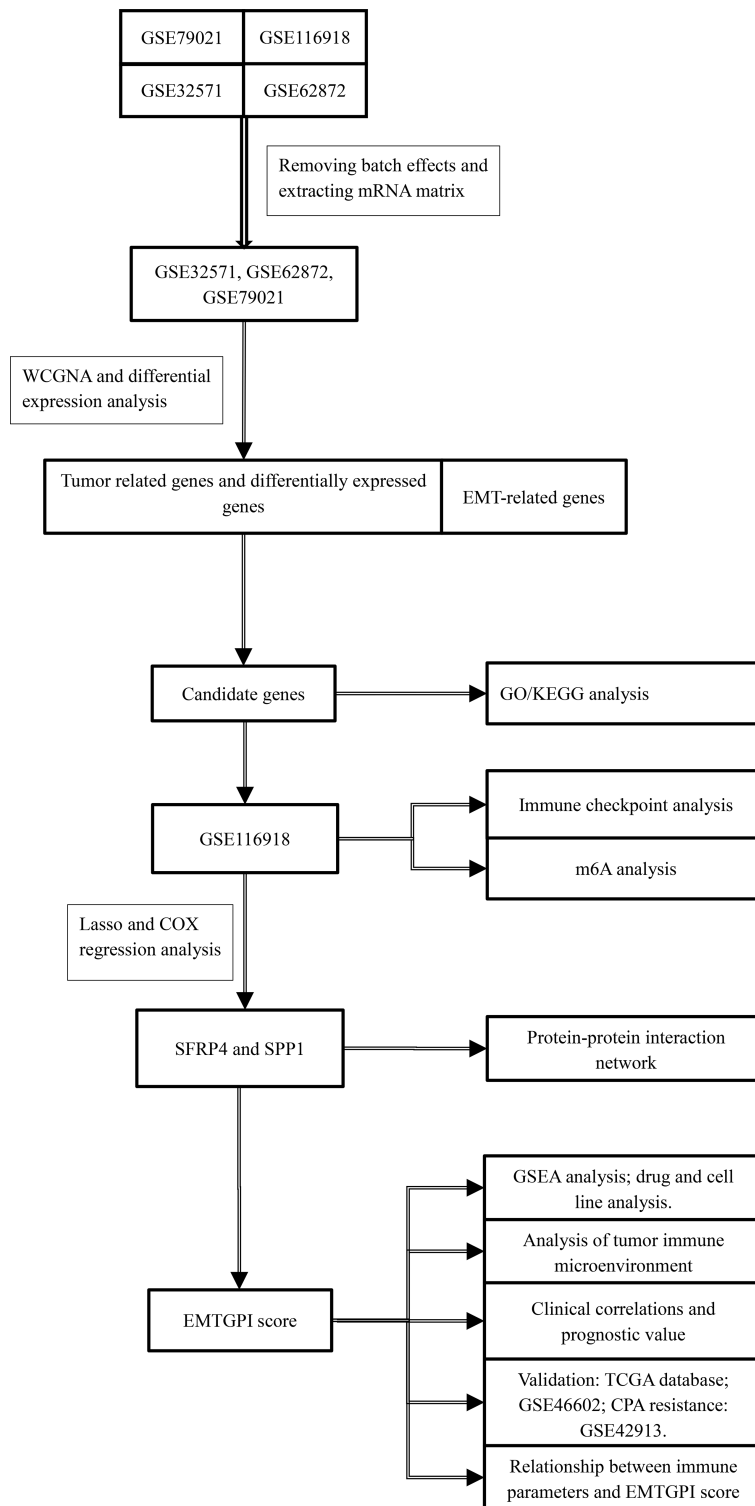 GSE79021
GSE116918
GSE32571
GSE62872
Removing batch effects and
extracting mRNA matrix
GSE32571, GSE62872,
GSE79021
WCGNA and differential
expression analysis
Tumor related genes and differentially expressed
genes
EMT-related genes
Candidate genes
GO/KEGG analysis
Immune checkpoint analysis
GSE116918
m6A analysis
Lasso and COX
regression analysis
SFRP4 and SPP1
Protein-protein interaction
network
GSEA analysis; drug and cell
line analysis.
Analysis of tumor immune
microenvironment
EMTGPI score
Clinical correlations and
prognostic value
Validation: TCGA database;
GSE46602; CPA resistance:
GSE42913.
Relationship between immune
parameters and EMTGPI score